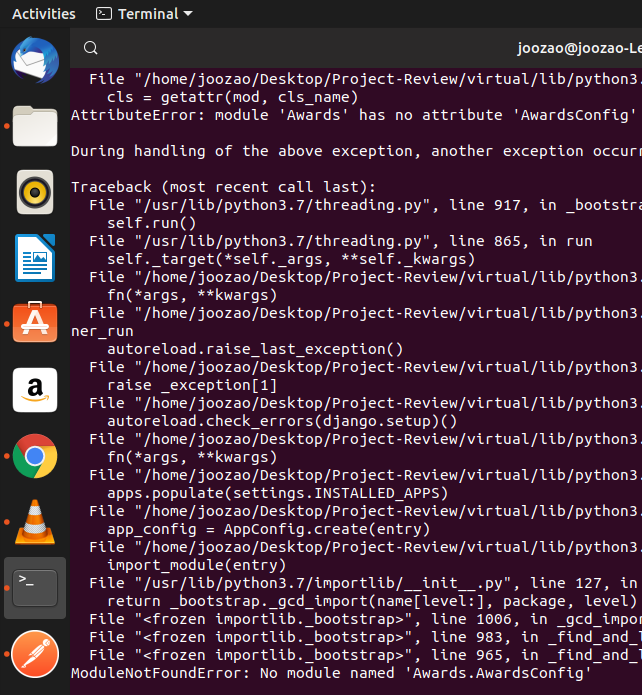 Activities
Terminal
joozao@joozao-Le
File "/home/joozao/Desktop/Project-Review/virtual/lib/python3.
cls = getattr(mod, cls_name)
AttributeError: module 'Awards' has no attribute 'AwardsConfig'
During handling of the above exception, another exception occurr
Traceback (most recent call last):
File "/usr/lib/python3.7/threading.py", line 917, in _bootstra
self.run()
File "/usr/lib/python3.7/threading.py", line 865, in run
self._target(*self._args, **self._kwargs)
File "/home/joozao/Desktop/Project-Review/virtual/lib/python3.
fn(*args, **kwargs)
File "/home/joozao/Desktop/Project-Review/virtual/lib/python3.
ner_run
autoreload.raise_last_exception()
File "/home/joozao/Desktop/Project-Review/virtual/lib/python3.
raise _exception[1]
File "/home/joozao/Desktop/Project-Review/virtual/lib/python3.
autoreload.check_errors(django.setup)()
File "/home/joozao/Desktop/Project-Review/virtual/lib/python3.
fn(*args, **kwargs)
File "/home/joozao/Desktop/Project-Review/virtual/lib/python3.
apps.populate(settings.INSTALLED_APPS)
File "/home/joozao/Desktop/Project-Review/virtual/lib/python3.
app_config = AppConfig.create(entry)
File "/home/joozao/Desktop/Project-Review/virtual/lib/python3.
import_module(entry)
File "/usr/lib/python3.7/importlib/__init__.py", line 127, in
return _bootstrap._gcd_import(name[level:], package, level)
File "<frozen importlib._bootstrap>", line 1006, in _gcd_impor
File "<frozen importlib._bootstrap>", line 983, in _find_and_l
File "<frozen importlib._bootstrap>", line 965, in _find_and_l
ModuleNotFoundError: No module named 'Awards.AwardsConfig'